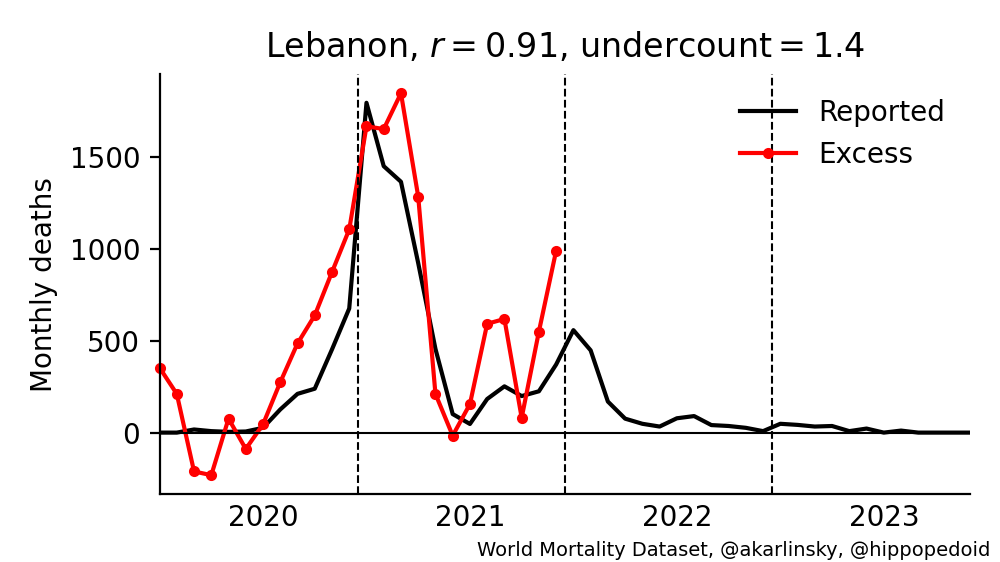 Lebanon, r = 0.91, undercount = 1.4
Reported
Excess
Monthly deaths
1500
1000
500
0
2020 2021 2022 2023
World Mortality Dataset, @akarlinsky, @hippopedoid